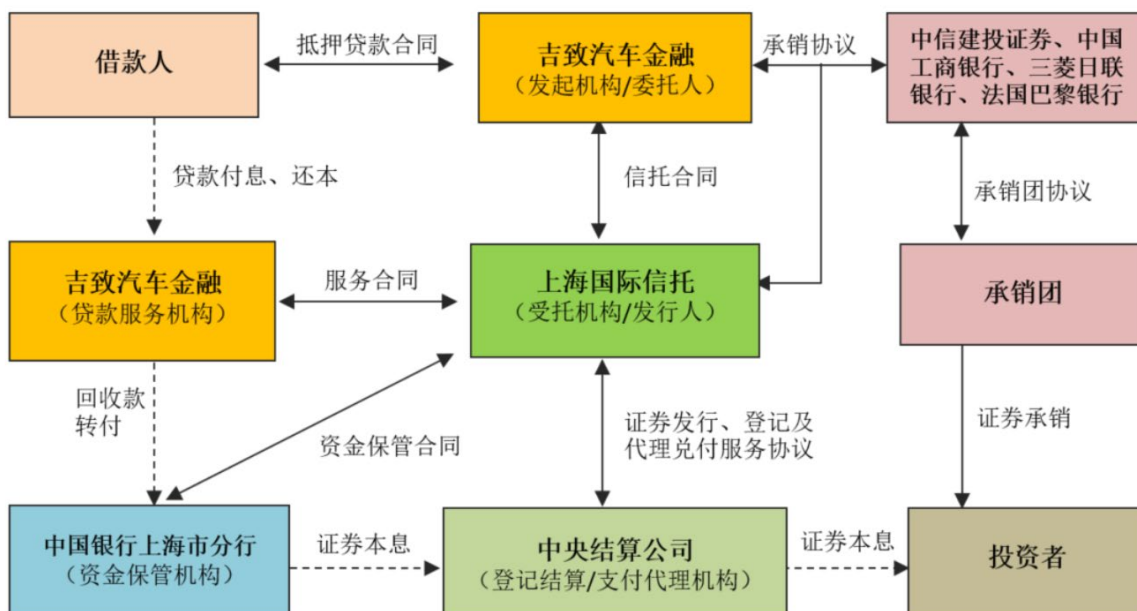 借款人
抵押贷款合同
吉致汽车金融
（发起机构/委托人）
承销协议
中信建投证券、中国
工商银行、三菱日联
银行、法国巴黎银行
贷款付息、还本
信托合同
承销团协议
吉致汽车金融
（贷款服务机构）
服务合同
上海国际信托
（受托机构/发行人）
承销团
回收款
转付
资金保管合同
证券发行、登记及
代理兑付服务协议
证券承销
中国银行上海市分行
（资金保管机构）
证券本息
中央结算公司
（登记结算/支付代理机构）
证券本息
投资者